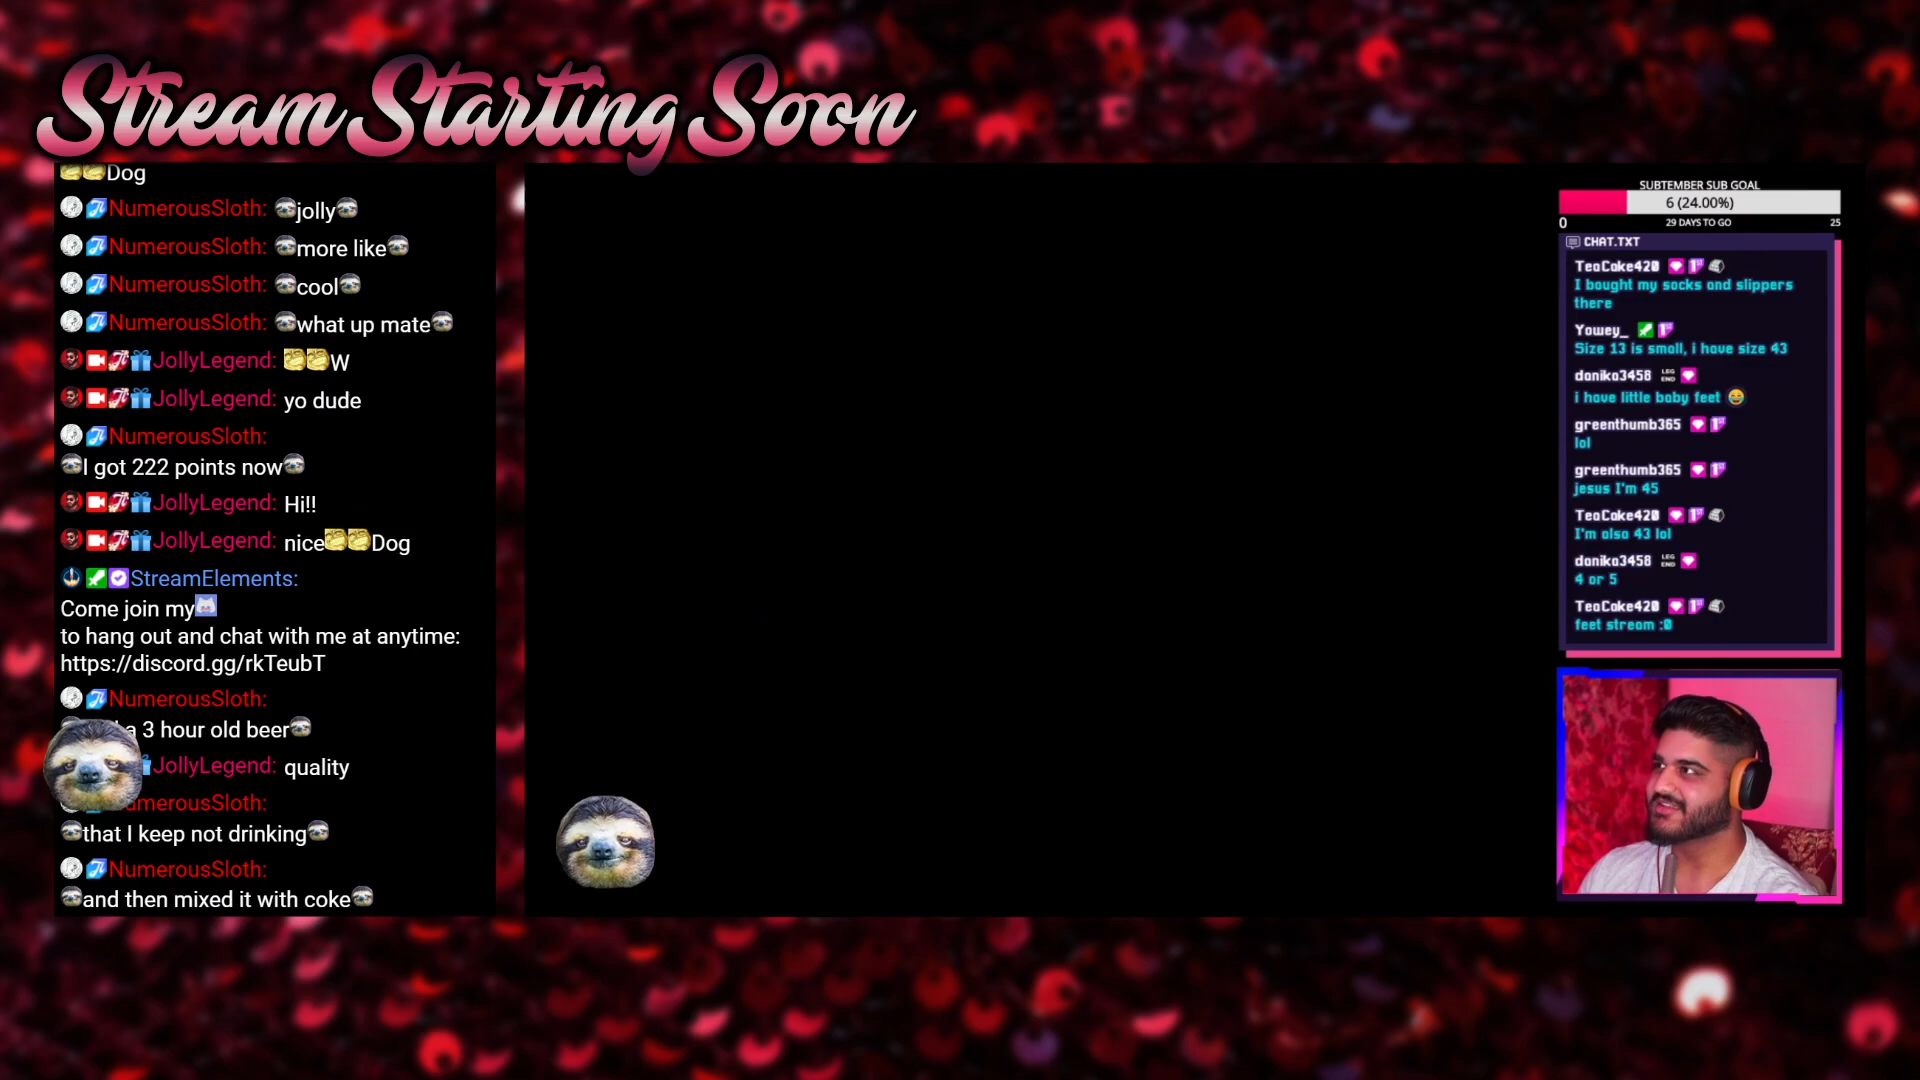 Stream Starting Soon
Dog
NumerousSloth: jolly
NumerousSloth: more like
NumerousSloth: cool
NumerousSloth: what up mate
JollyLegend: W
JollyLegend: yo dude
NumerousSloth:
I got 222 points now
JollyLegend: Hi!!
JollyLegend: nice Dog
StreamElements:
Come join my
to hang out and chat with me at anytime:
https://discord.gg/rkTeubT
NumerousSloth:
a 3 hour old beer
JollyLegend: quality
umerousSloth:
that I keep not drinking
NumerousSloth:
and then mixed it with coke
SUBTEMBER SUB GOAL
6 (24.00%)
0 29 DAYS TO GO 25
CHAT.TXT
TeaCake420
I bought my socks and slippers
there
Yowey_
Size 13 is small, i have size 43
danika3458
i have little baby feet
greenthumb365
lol
greenthumb365
jesus I'm 45
TeaCake420
I'm also 43 lol
danika3458
4 or 5
TeaCake420
feet stream :0